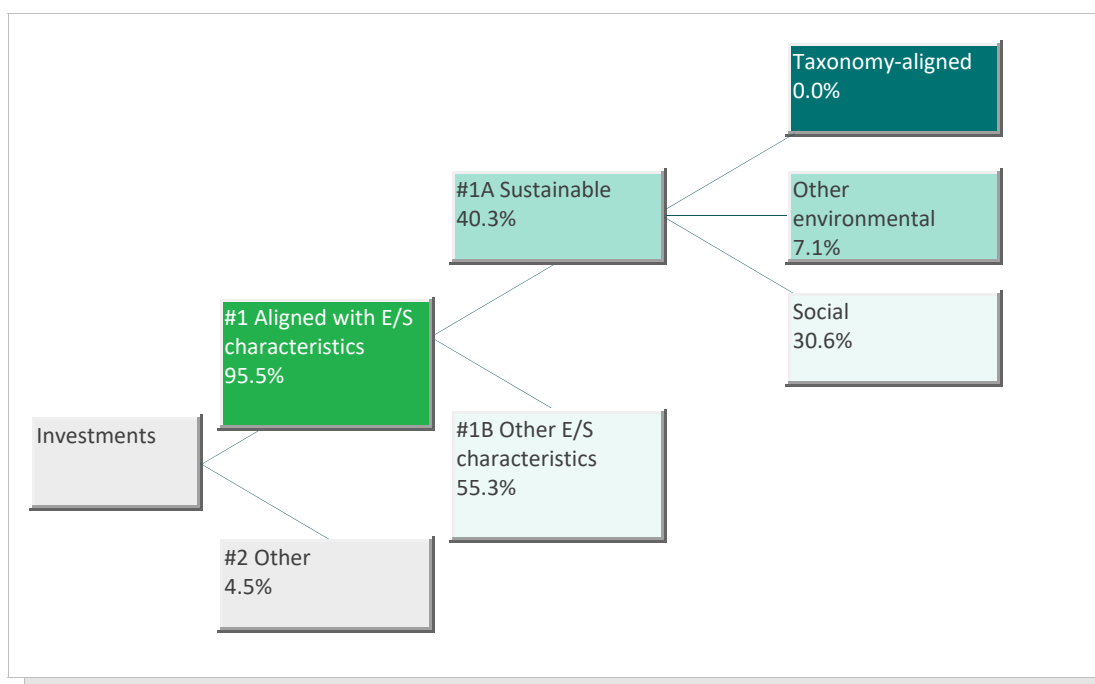 Taxonomy-aligned
0.0%
#1A Sustainable
40.3%
Other
environmental
7.1%
Social
30.6%
#1 Aligned with E/S
characteristics
95.5%
#1B Other E/S
characteristics
55.3%
Investments
#2 Other
4.5%